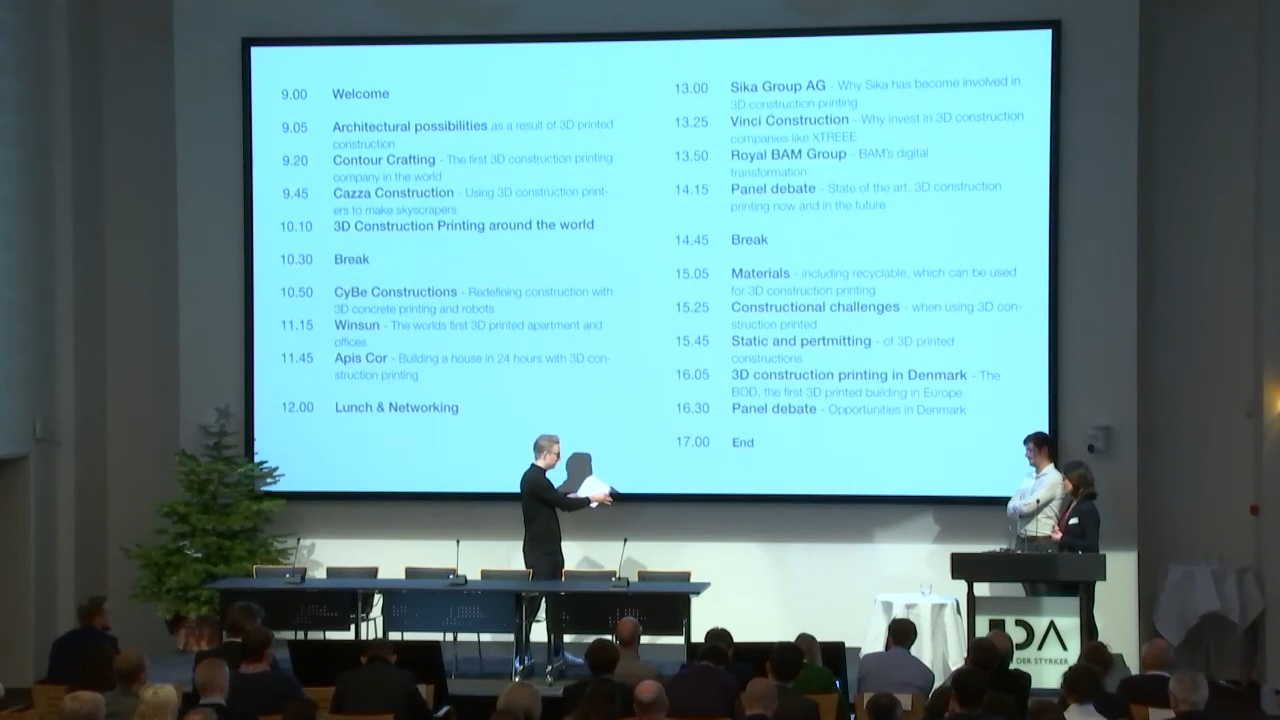 9.00 Welcome
9.05 Architectural possibilities as a result of 3D printed
construction
9.20 Contour Crafting - The first 3D construction printing
company in the world
9.45 Cazza Construction - Using 3D construction print-
ers to make skyscrapers
10.10 3D Construction Printing around the world
10.30 Break
10.50 CyBe Constructions - Redefining construction with
3D concrete printing and robots
11.15 Winsun - The worlds first 3D printed apartment and
offices
11.45 Apis Cor - Building a house in 24 hours with 3D con-
struction printing
12.00 Lunch & Networking
13.00 Sika Group AG - Why Sika has become involved in
3D construction printing
13.25 Vinci Construction - Why invest in 3D construction
companies like XTREEE
13.50 Royal BAM Group - BAM's digital
transformation
14.15 Panel debate - State of the art. 3D construction
printing now and in the future
14.45 Break
15.05 Materials - including recyclable, which can be used
for 3D construction printing
15.25 Constructional challenges - when using 3D con-
struction printed
15.45 Static and pertmitting - of 3D printed
constructions
16.05 3D construction printing in Denmark - The
BOD, the first 3D printed building in Europe
16.30 Panel debate - Opportunities in Denmark
17.00 End
IDA
DER STYRKER